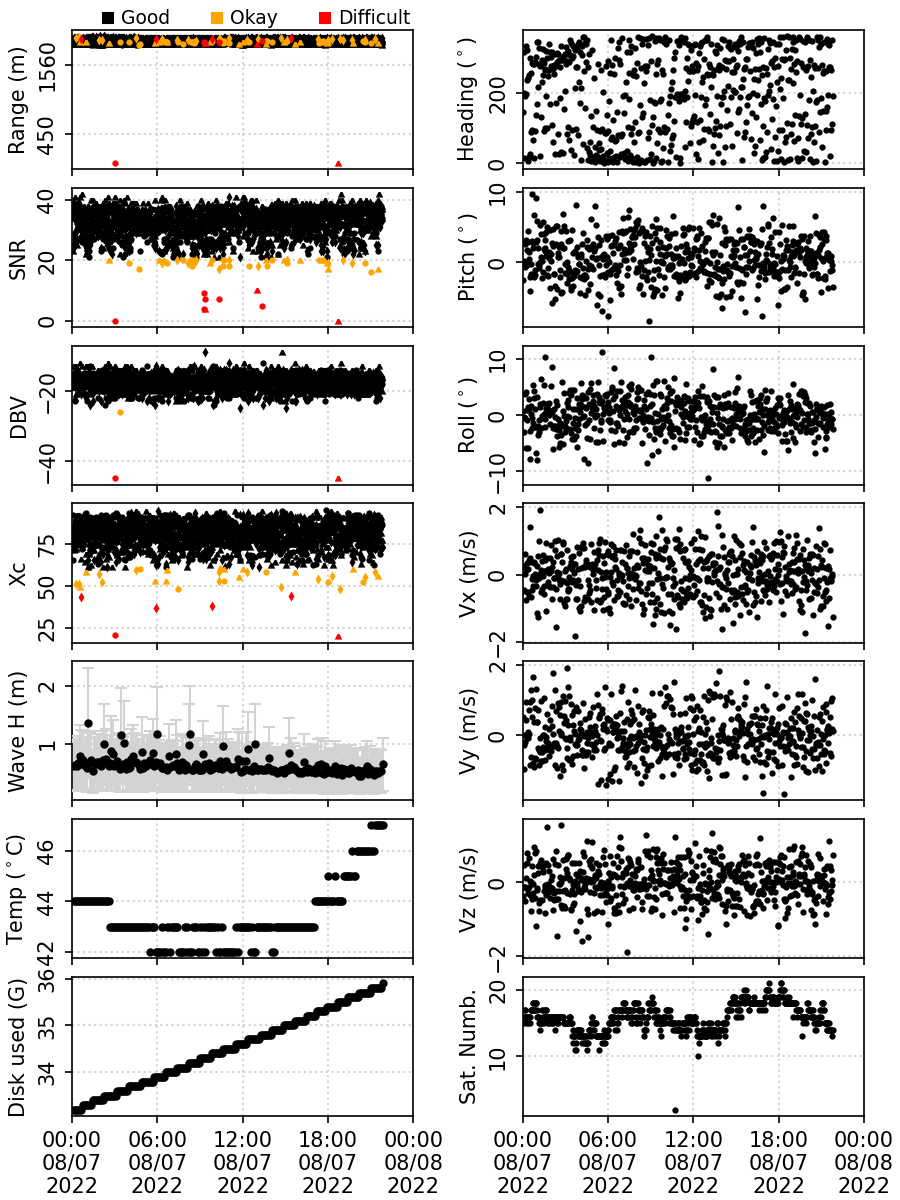 Good Okay Difficult
Range (m)
1560
450
Heading (°)
200
0
SNR
40
20
0
Pitch (°)
10
0
DBV
−20
−40
Roll (°)
10
0
−10
Xc
75
50
25
Vx (m/s)
2
0
−2
Wave H (m)
2
1
Vy (m/s)
2
0
Temp (°C)
46
44
42
Vz (m/s)
0
−2
Disk used (G)
36
35
34
Sat. Numb.
20
10
00:00 06:00 12:00 18:00 00:00
08/07 08/07 08/07 08/07 08/08
2022 2022 2022 2022 2022
00:00 06:00 12:00 18:00 00:00
08/07 08/07 08/07 08/07 08/08
2022 2022 2022 2022 2022